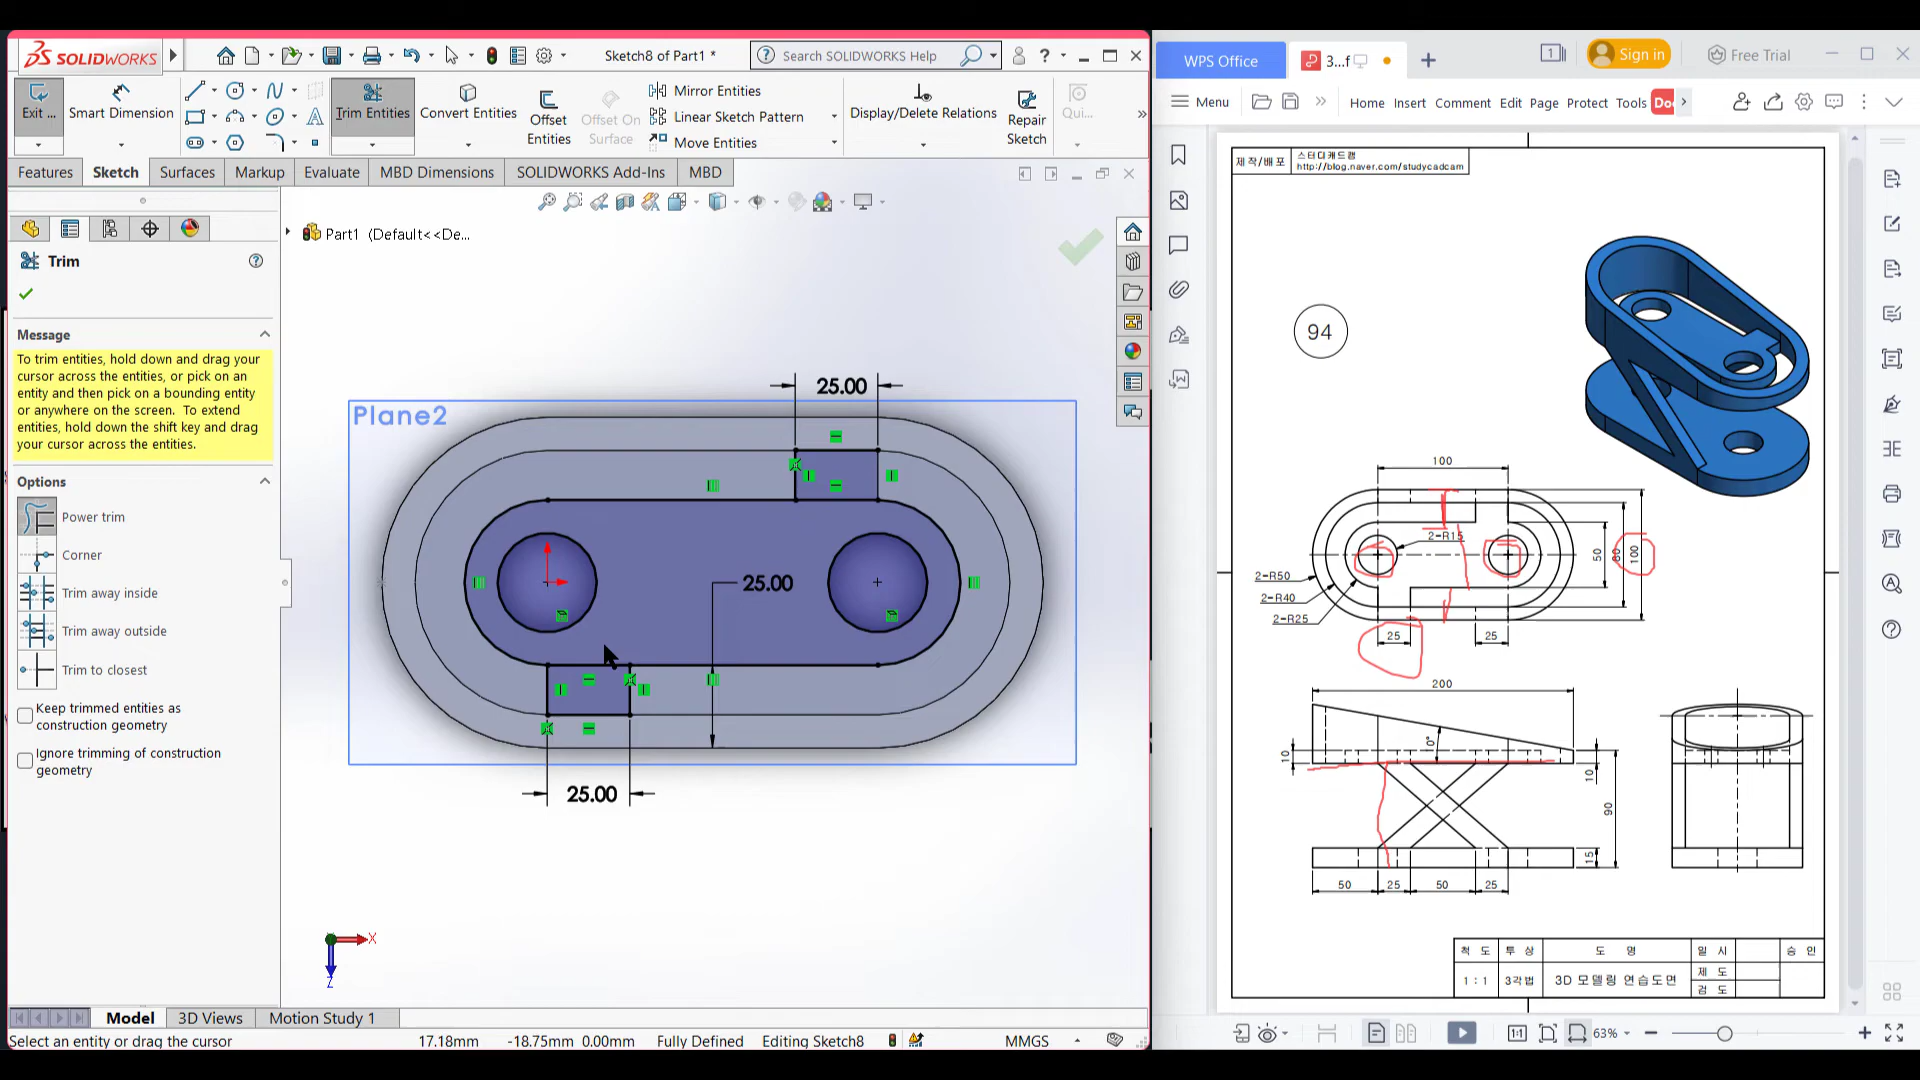 SOLIDWORKS
Sketch8 of Part1 *
Search SOLIDWORKS Help
Exit ...
Smart Dimension
Trim Entities
Convert Entities
Offset Entities
Offset On Surface
Mirror Entities
Linear Sketch Pattern
Move Entities
Display/Delete Relations
Repair Sketch
Qui...
Features
Sketch
Surfaces
Markup
Evaluate
MBD Dimensions
SOLIDWORKS Add-Ins
MBD
Part1 (Default<<De...
Trim
Message
To trim entities, hold down and drag your
cursor across the entities, or pick on an
entity and then pick on a bounding entity
or anywhere on the screen. To extend
entities, hold down the shift key and drag
your cursor across the entities.
Options
Power trim
Corner
Trim away inside
Trim away outside
Trim to closest
Keep trimmed entities as
construction geometry
Ignore trimming of construction
geometry
Plane2
25.00
25.00
25.00
X
Z
Model
3D Views
Motion Study 1
Select an entity or drag the cursor
17.18mm
-18.75mm
0.00mm
Fully Defined
Editing Sketch8
MMGS
WPS Office
3...f
1
Sign in
Free Trial
Menu
Home
Insert
Comment
Edit
Page
Protect
Tools
Do
제작/배포
스터디캐드캠
http://blog.naver.com/studycadcam
94
100
2-R15
50
100
2-R50
2-R40
2-R25
25
25
200
10
10
90
15
50
25
50
25
척 도
투 상
도 명
일 시
승 인
1 : 1
3각법
3D 모델링 연습도면
제 도
검 도
63%